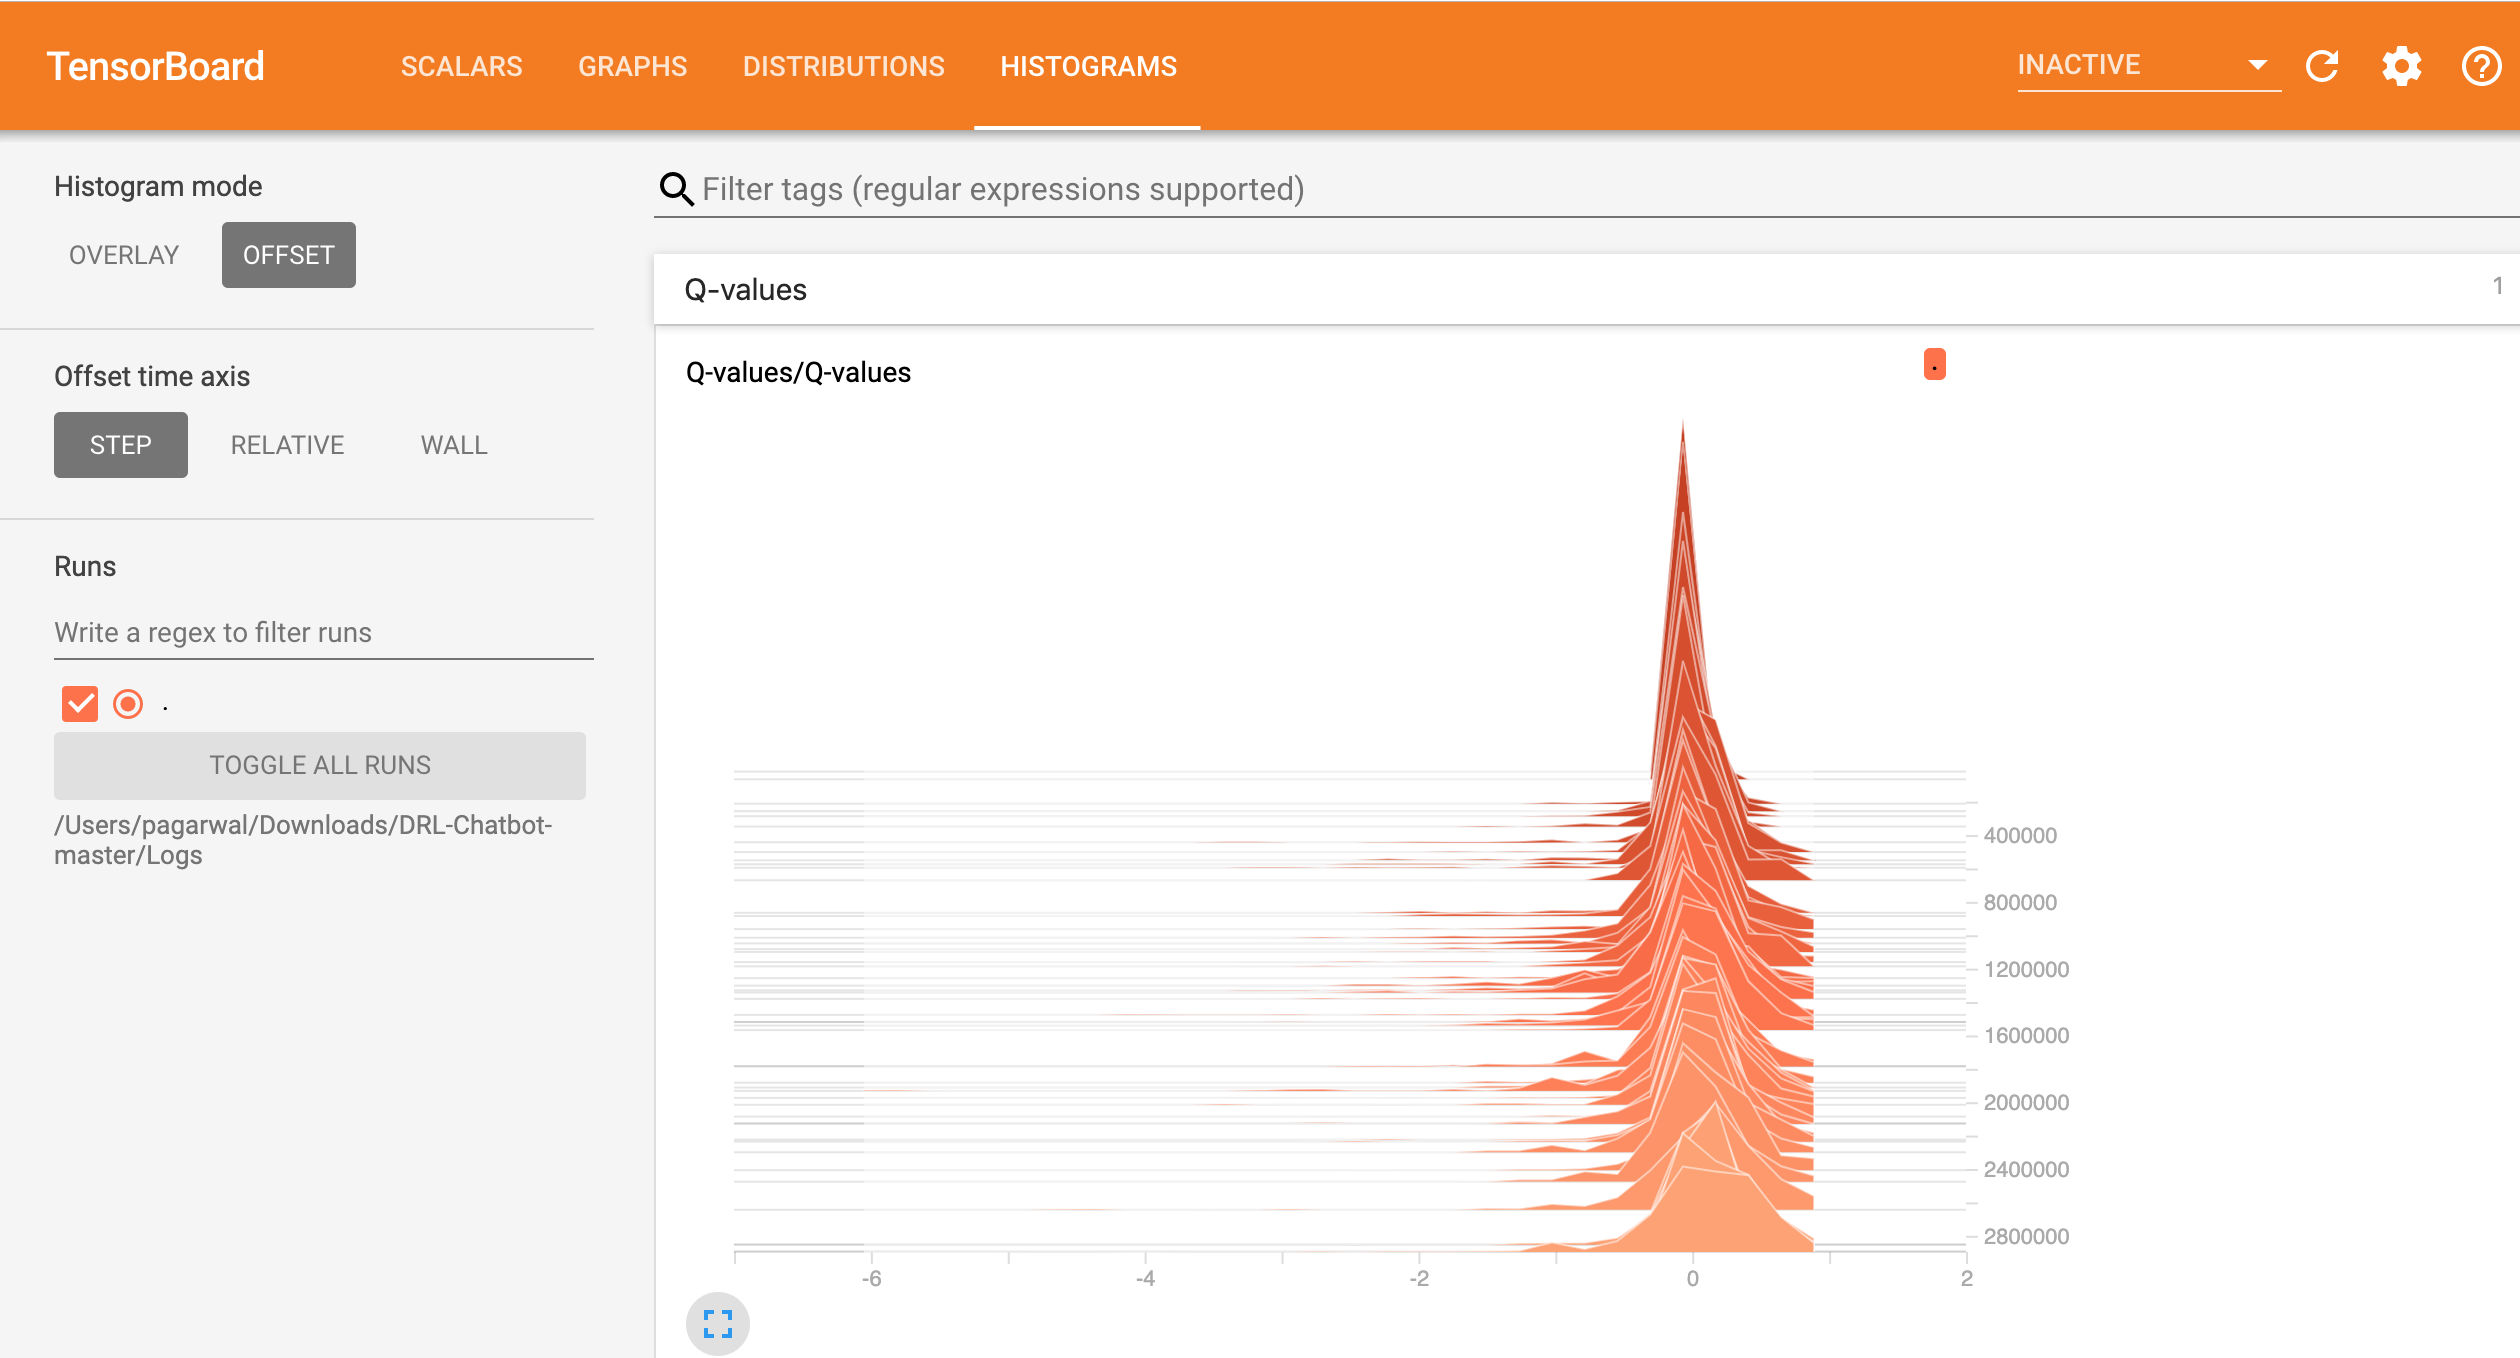 TensorBoard SCALARS GRAPHS DISTRIBUTIONS HISTOGRAMS INACTIVE
Histogram mode
OVERLAY OFFSET
Offset time axis
STEP RELATIVE WALL
Runs
Write a regex to filter runs
.
TOGGLE ALL RUNS
/Users/pagarwal/Downloads/DRL-Chatbot-
master/Logs
Filter tags (regular expressions supported)
Q-values 1
Q-values/Q-values .
400000
800000
1200000
1600000
2000000
2400000
2800000
-6 -4 -2 0 2